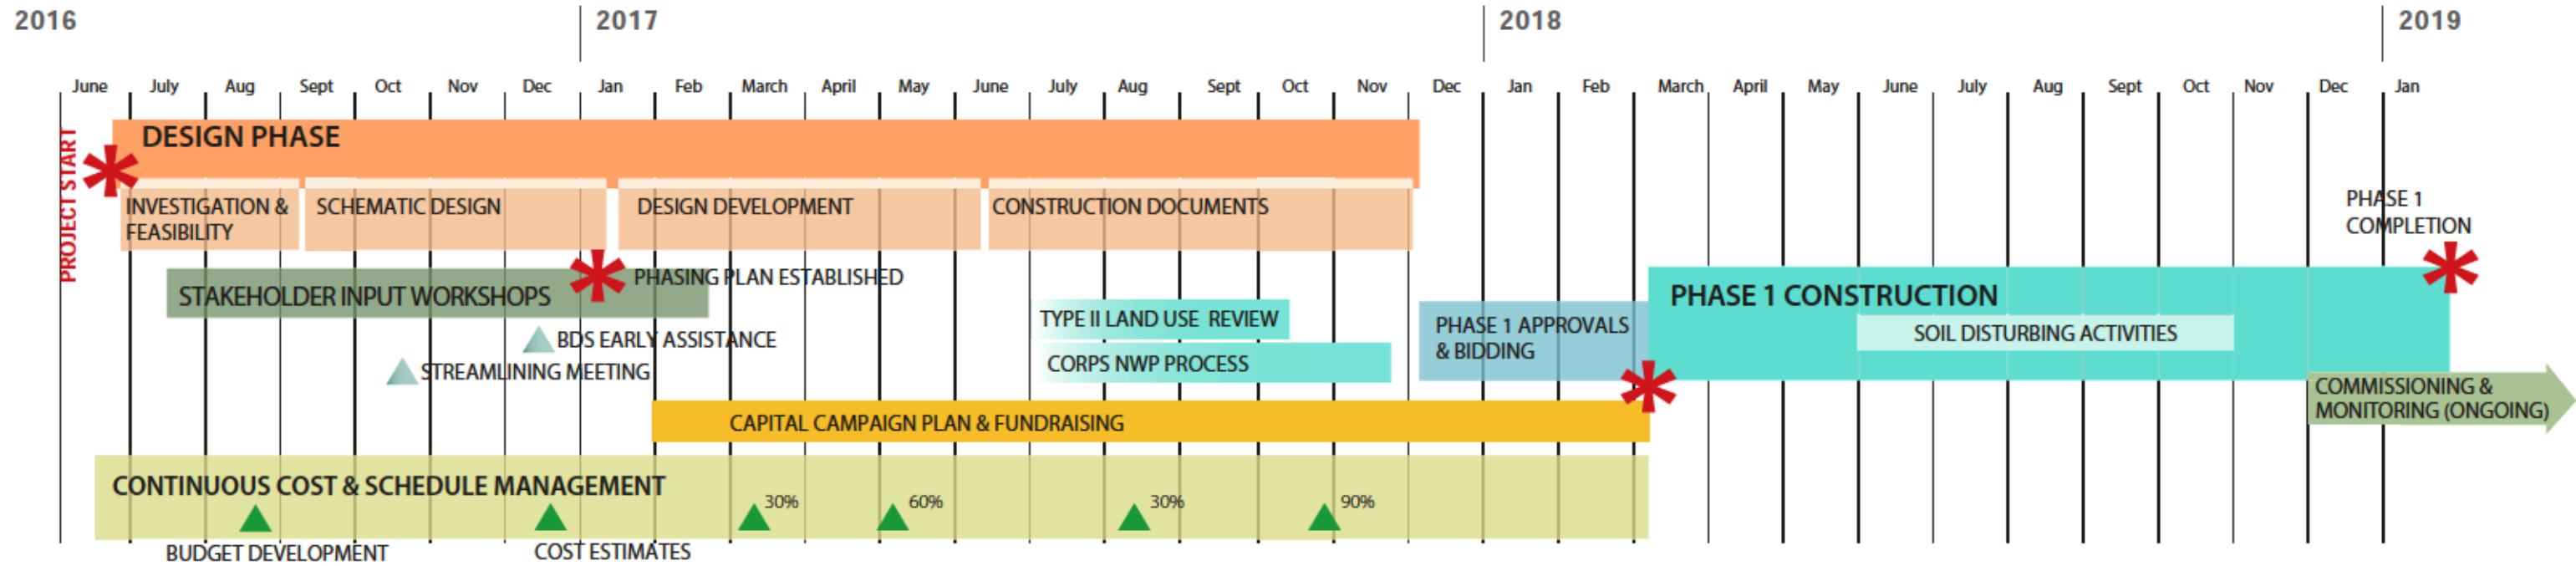 2016 2017 2018 2019
June July Aug Sept Oct Nov Dec Jan Feb March April May June July Aug Sept Oct Nov Dec Jan Feb March April May June July Aug Sept Oct Nov Dec Jan
PROJECT START
DESIGN PHASE
INVESTIGATION &
FEASIBILITY
SCHEMATIC DESIGN
DESIGN DEVELOPMENT
CONSTRUCTION DOCUMENTS
PHASE 1
COMPLETION
STAKEHOLDER INPUT WORKSHOPS
PHASING PLAN ESTABLISHED
BDS EARLY ASSISTANCE
STREAMLINING MEETING
TYPE II LAND USE REVIEW
CORPS NWP PROCESS
PHASE 1 APPROVALS
& BIDDING
PHASE 1 CONSTRUCTION
SOIL DISTURBING ACTIVITIES
COMMISSIONING &
MONITORING (ONGOING)
CAPITAL CAMPAIGN PLAN & FUNDRAISING
CONTINUOUS COST & SCHEDULE MANAGEMENT
30% 60% 30% 90%
BUDGET DEVELOPMENT
COST ESTIMATES